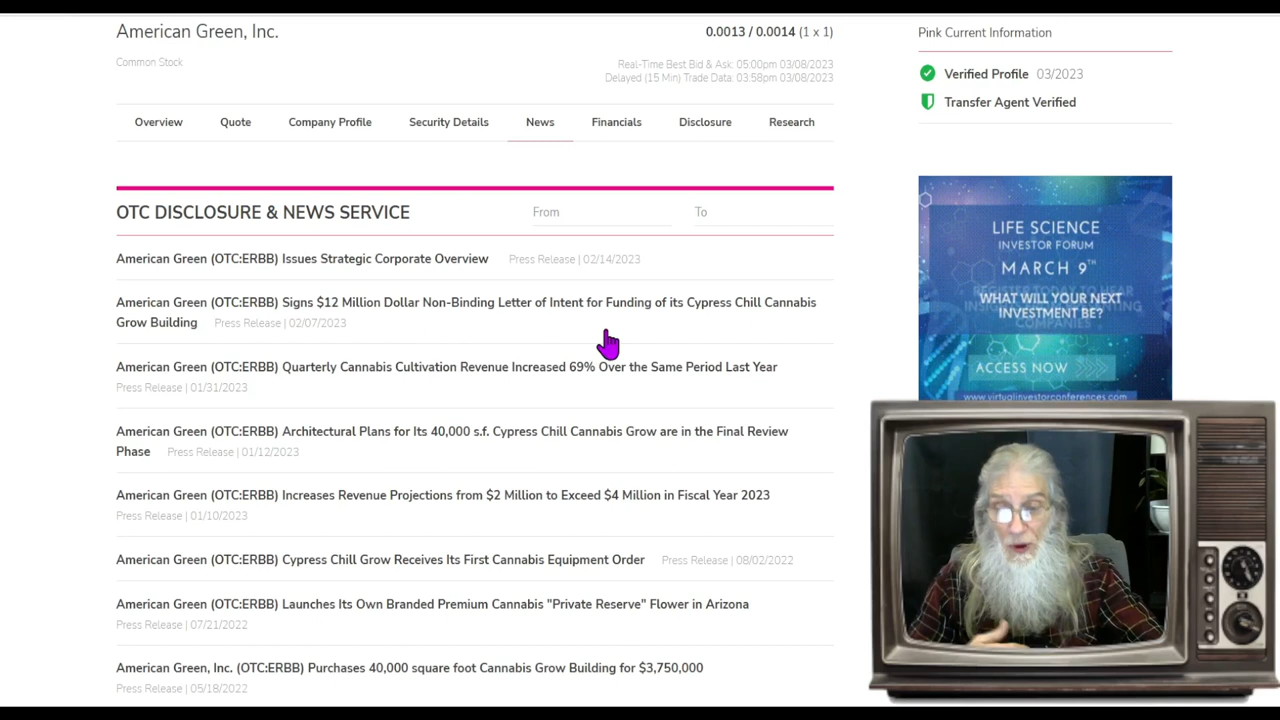 American Green, Inc.
0.0013 / 0.0014 (1 x 1)
Common Stock
Real-Time Best Bid & Ask: 05:00pm 03/08/2023
Delayed (15 Min) Trade Data: 03:58pm 03/08/2023
Overview Quote Company Profile Security Details News Financials Disclosure Research
OTC DISCLOSURE & NEWS SERVICE From To
American Green (OTC:ERBB) Issues Strategic Corporate Overview Press Release | 02/14/2023
American Green (OTC:ERBB) Signs $12 Million Dollar Non-Binding Letter of Intent for Funding of its Cypress Chill Cannabis
Grow Building Press Release | 02/07/2023
American Green (OTC:ERBB) Quarterly Cannabis Cultivation Revenue Increased 69% Over the Same Period Last Year
Press Release | 01/31/2023
American Green (OTC:ERBB) Architectural Plans for Its 40,000 s.f. Cypress Chill Cannabis Grow are in the Final Review
Phase Press Release | 01/12/2023
American Green (OTC:ERBB) Increases Revenue Projections from $2 Million to Exceed $4 Million in Fiscal Year 2023
Press Release | 01/10/2023
American Green (OTC:ERBB) Cypress Chill Grow Receives Its First Cannabis Equipment Order Press Release | 08/02/2022
American Green (OTC:ERBB) Launches Its Own Branded Premium Cannabis "Private Reserve" Flower in Arizona
Press Release | 07/21/2022
American Green, Inc. (OTC:ERBB) Purchases 40,000 square foot Cannabis Grow Building for $3,750,000
Press Release | 05/18/2022
Pink Current Information
Verified Profile 03/2023
Transfer Agent Verified
LIFE SCIENCE
INVESTOR FORUM
MARCH 9TH
WHAT WILL YOUR NEXT
INVESTMENT BE?
ACCESS NOW
www.virtualinvestorconferences.com